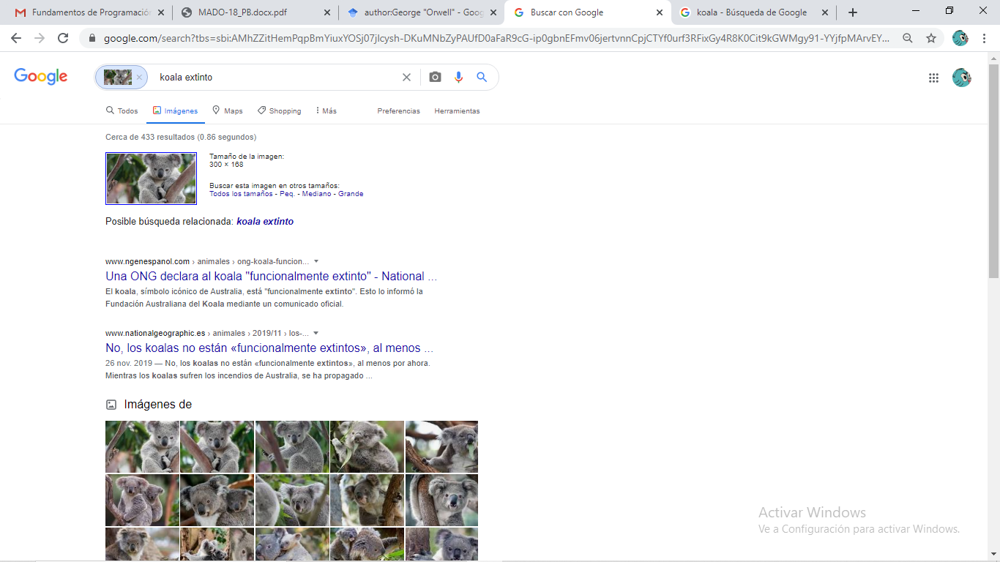 Fundamentos de Programación
MADO-18_PB.docx.pdf
author:George "Orwell" - Goog
Buscar con Google
koala - Búsqueda de Google
google.com/search?tbs=sbi:AMhZZitHemPqpBmYiuxYOSj07jlcysh-DKuMNbZyPAUfD0aFaR9cG-ip0gbnEFmv06jertvnnCpjCTYf0urf3RFixGy4R8K0Cit9kGWMgy91-YYjfpMArvEY...
Google
koala extinto
Todos
Imágenes
Maps
Shopping
Más
Preferencias
Herramientas
Cerca de 433 resultados (0.86 segundos)
Tamaño de la imagen:
300 × 168
Buscar esta imagen en otros tamaños:
Todos los tamaños - Peq. - Mediano - Grande
Posible búsqueda relacionada: koala extinto
www.ngenespanol.com › animales › ong-koala-funcion...
Una ONG declara al koala "funcionalmente extinto" - National ...
El koala, símbolo icónico de Australia, está "funcionalmente extinto". Esto lo informó la
Fundación Australiana del Koala mediante un comunicado oficial.
www.nationalgeographic.es › animales › 2019/11 › los-...
No, los koalas no están «funcionalmente extintos», al menos ...
26 nov. 2019 — No, los koalas no están «funcionalmente extintos», al menos por ahora.
Mientras los koalas sufren los incendios de Australia, se ha propagado ...
Imágenes de
Activar Windows
Ve a Configuración para activar Windows.